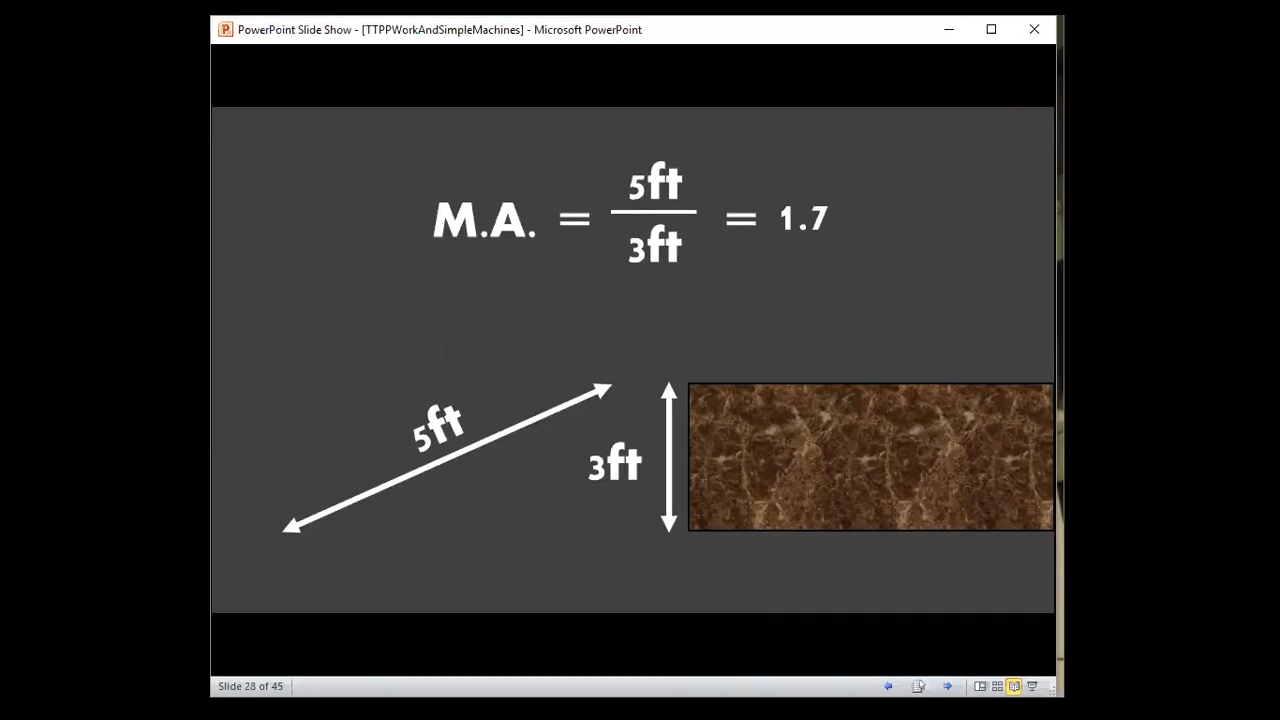 PowerPoint Slide Show - [TTPPWorkAndSimpleMachines] - Microsoft PowerPoint
M.A. = 5ft / 3ft = 1.7
5ft
3ft
Slide 28 of 45